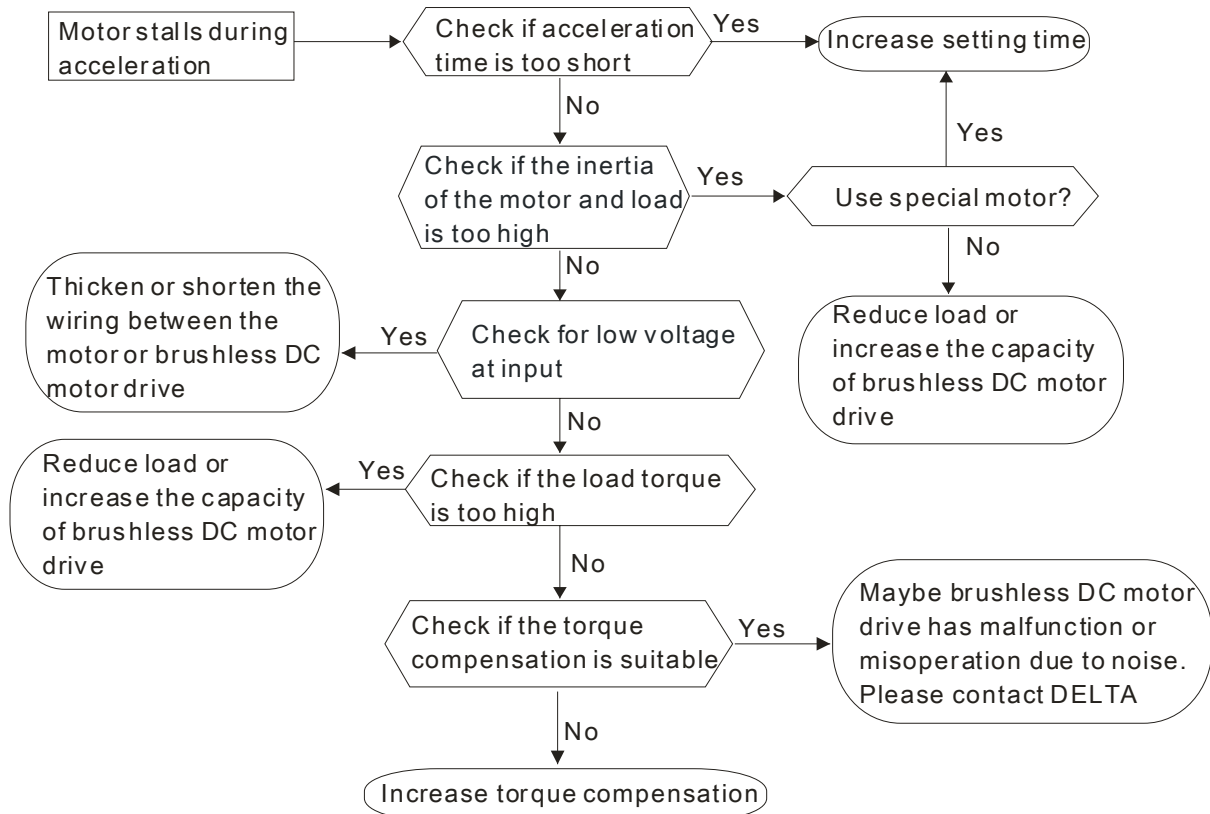 Motor stalls during
acceleration
Check if acceleration
time is too short
Yes
Increase setting time
No
Yes
Check if the inertia
of the motor and load
is too high
Yes
Use special motor?
No
No
Thicken or shorten the
wiring between the
motor or brushless DC
motor drive
Yes
Check for low voltage
at input
Reduce load or
increase the capacity
of brushless DC motor
drive
No
Reduce load or
increase the capacity
of brushless DC motor
drive
Yes
Check if the load torque
is too high
No
Check if the torque
compensation is suitable
Yes
Maybe brushless DC motor
drive has malfunction or
misoperation due to noise.
Please contact DELTA
No
Increase torque compensation